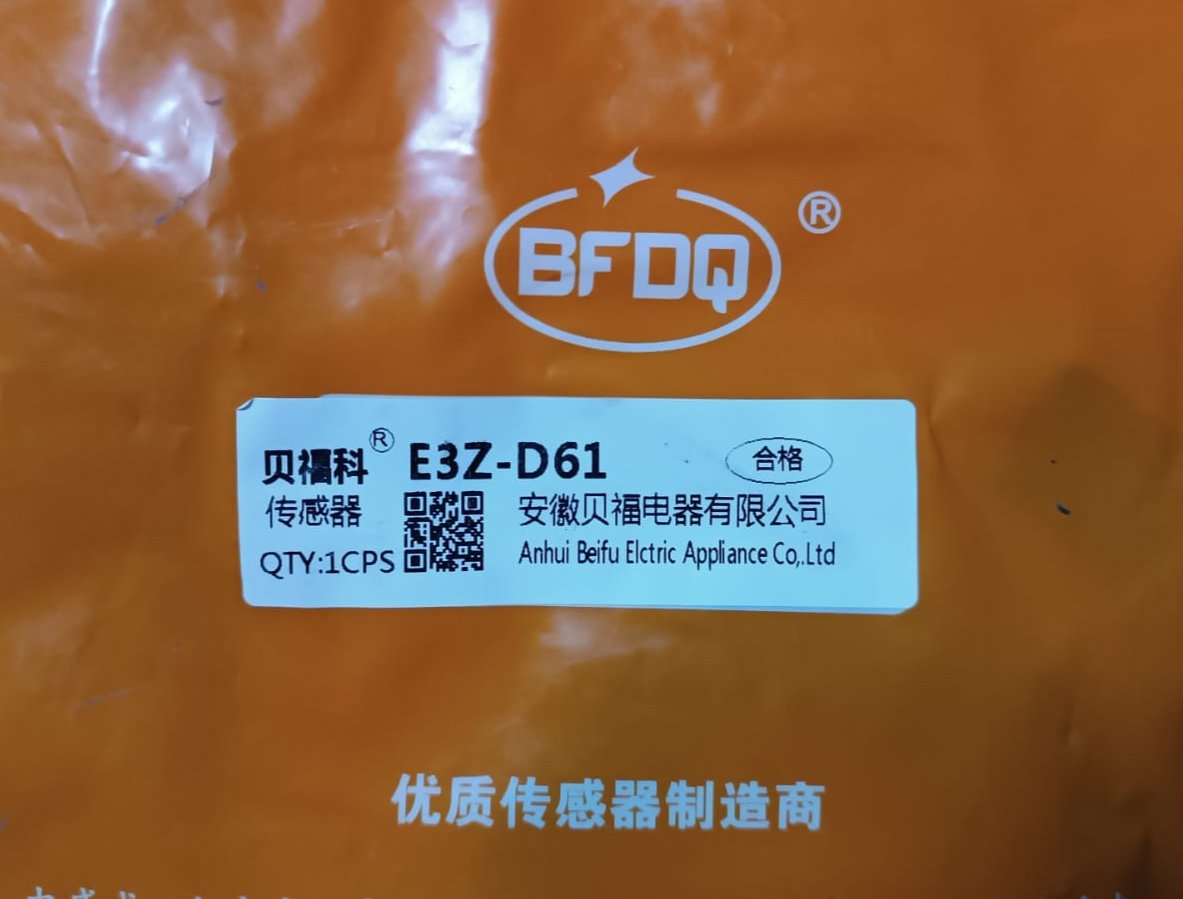 BFDQ ®
贝福科® E3Z-D61 合格
传感器 安徽贝福电器有限公司
QTY:1CPS Anhui Beifu Elctric Appliance Co,.Ltd
优质传感器制造商